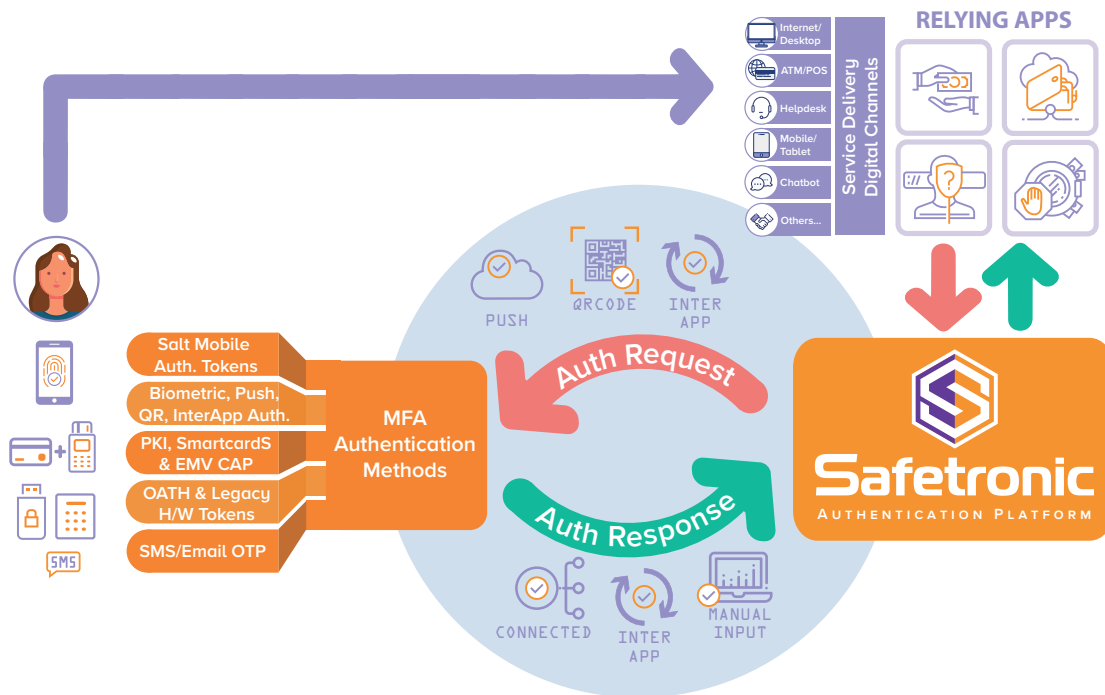 RELYING APPS
Internet/
Desktop
ATM/POS
Helpdesk
Mobile/
Tablet
Chatbot
Others...
Service Delivery
Digital Channels
PUSH
QRCODE
INTER
APP
Auth Request
Salt Mobile
Auth. Tokens
Biometric, Push,
QR, InterApp Auth.
PKI, SmartcardS
& EMV CAP
OATH & Legacy
H/W Tokens
SMS/Email OTP
SMS
MFA
Authentication
Methods
Safetronic
AUTHENTICATION PLATFORM
Auth Response
CONNECTED
INTER
APP
MANUAL
INPUT